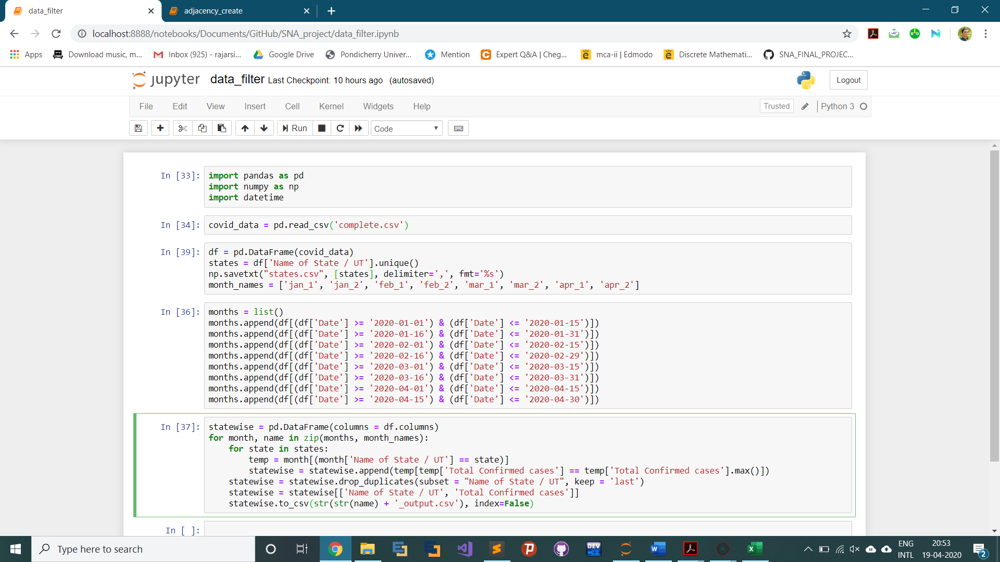 data_filter
adjacency_create
localhost:8888/notebooks/Documents/GitHub/SNA_project/data_filter.ipynb
Apps
Download music, m...
Inbox (925) - rajarsi...
Google Drive
Pondicherry Univer...
Mention
Expert Q&A | Cheg...
mca-ii | Edmodo
Discrete Mathemati...
SNA_FINAL_PROJEC...
jupyter data_filter Last Checkpoint: 10 hours ago (autosaved)
Logout
File Edit View Insert Cell Kernel Widgets Help
Trusted
Python 3
Run
Code
In [33]: import pandas as pd
import numpy as np
import datetime
In [34]: covid_data = pd.read_csv('complete.csv')
In [39]: df = pd.DataFrame(covid_data)
states = df['Name of State / UT'].unique()
np.savetxt("states.csv", [states], delimiter=',', fmt='%s')
month_names = ['jan_1', 'jan_2', 'feb_1', 'feb_2', 'mar_1', 'mar_2', 'apr_1', 'apr_2']
In [36]: months = list()
months.append(df[(df['Date'] >= '2020-01-01') & (df['Date'] <= '2020-01-15')])
months.append(df[(df['Date'] >= '2020-01-16') & (df['Date'] <= '2020-01-31')])
months.append(df[(df['Date'] >= '2020-02-01') & (df['Date'] <= '2020-02-15')])
months.append(df[(df['Date'] >= '2020-02-16') & (df['Date'] <= '2020-02-29')])
months.append(df[(df['Date'] >= '2020-03-01') & (df['Date'] <= '2020-03-15')])
months.append(df[(df['Date'] >= '2020-03-16') & (df['Date'] <= '2020-03-31')])
months.append(df[(df['Date'] >= '2020-04-01') & (df['Date'] <= '2020-04-15')])
months.append(df[(df['Date'] >= '2020-04-15') & (df['Date'] <= '2020-04-30')])
In [37]: statewise = pd.DataFrame(columns = df.columns)
for month, name in zip(months, month_names):
    for state in states:
        temp = month[(month['Name of State / UT'] == state)]
        statewise = statewise.append(temp[temp['Total Confirmed cases'] == temp['Total Confirmed cases'].max()])
    statewise = statewise.drop_duplicates(subset = "Name of State / UT", keep = 'last')
    statewise = statewise[['Name of State / UT', 'Total Confirmed cases']]
    statewise.to_csv(str(str(name) + '_output.csv'), index=False)
In [ ]:
Type here to search
DEV C++
ENG
INTL
20:53
19-04-2020
2